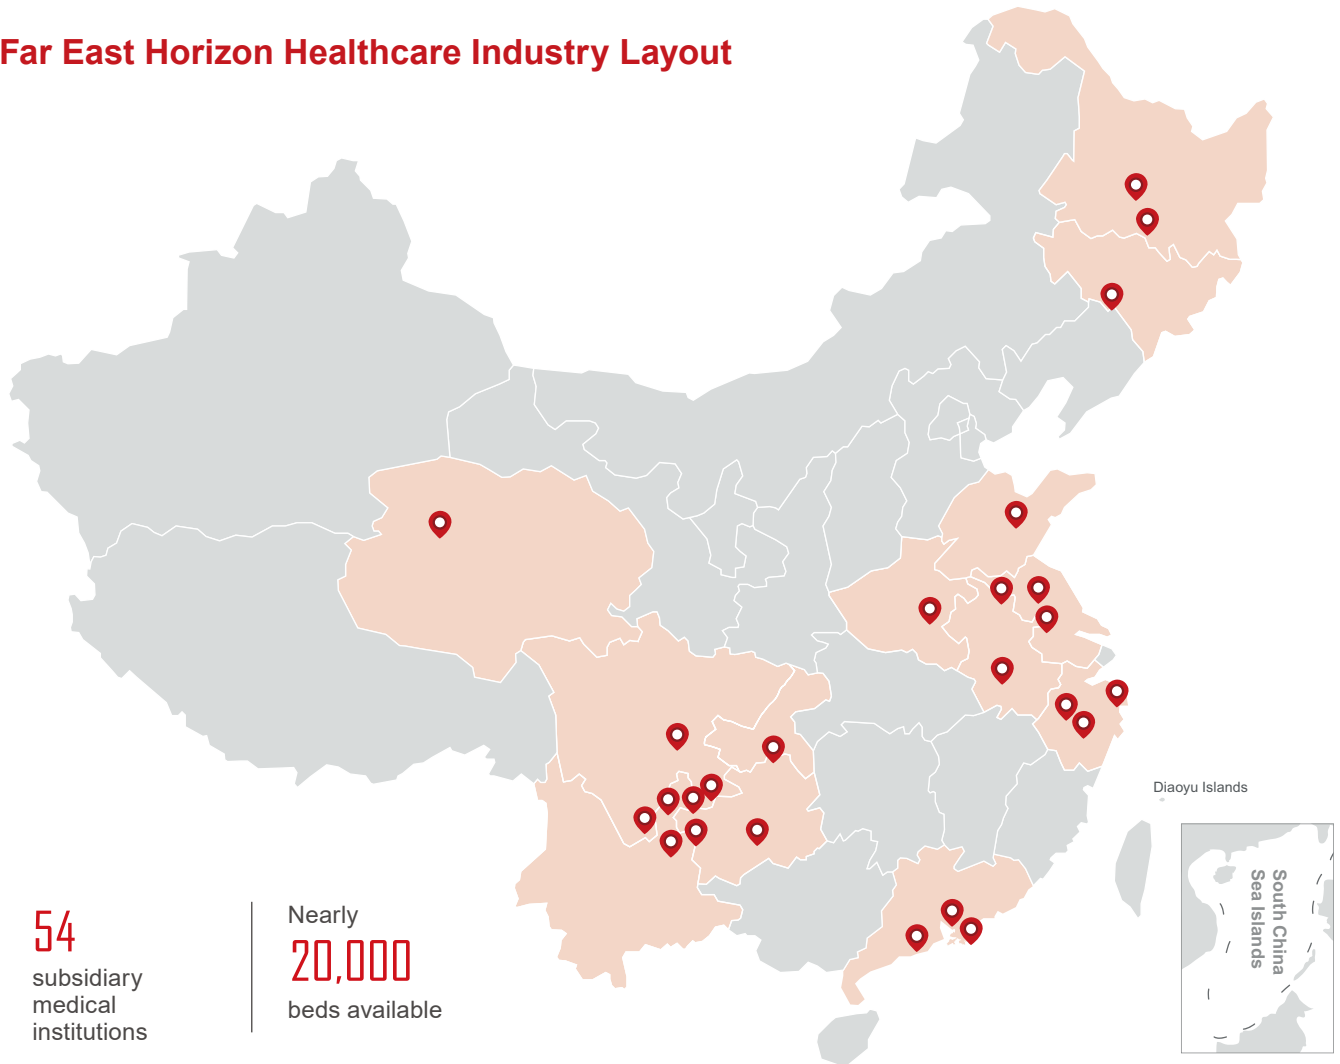 Far East Horizon Healthcare Industry Layout
Diaoyu Islands
South China
Sea Islands
54
subsidiary
medical
institutions
Nearly
20,000
beds available